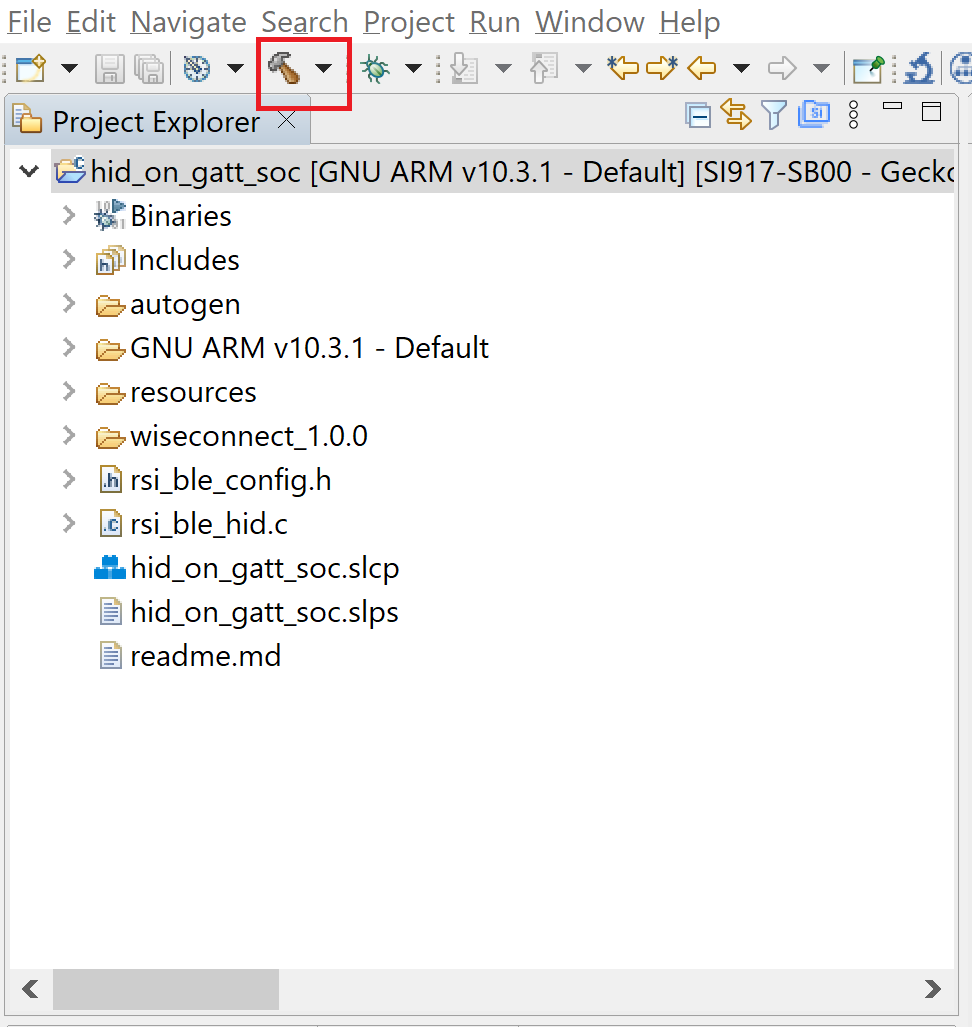 File Edit Navigate Search Project Run Window Help
Project Explorer
hid_on_gatt_soc [GNU ARM v10.3.1 - Default] [SI917-SB00 - Gecko
Binaries
Includes
autogen
GNU ARM v10.3.1 - Default
resources
wiseconnect_1.0.0
rsi_ble_config.h
rsi_ble_hid.c
hid_on_gatt_soc.slcp
hid_on_gatt_soc.slps
readme.md